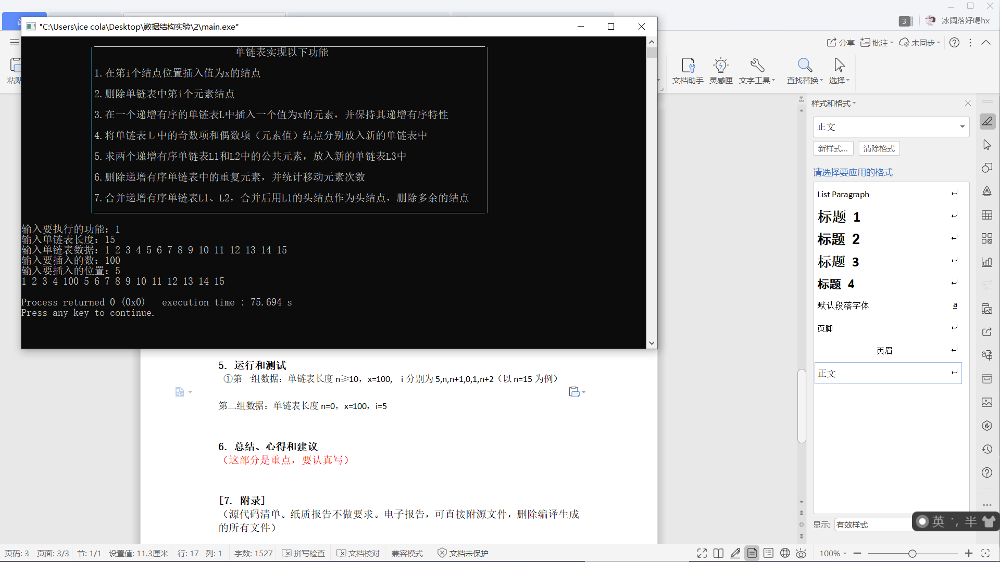 "C:\Users\ice cola\Desktop\数据结构实验\2\main.exe"
3
冰阔落好喝hx
分享 批注 未同步
粘贴
文档助手 灵感匣 文字工具 查找替换 选择
单链表实现以下功能
1.在第i个结点位置插入值为x的结点
2.删除单链表中第i个元素结点
3.在一个递增有序的单链表L中插入一个值为x的元素，并保持其递增有序特性
4.将单链表Ｌ中的奇数项和偶数项（元素值）结点分别放入新的单链表中
5.求两个递增有序单链表L1和L2中的公共元素，放入新的单链表L3中
6.删除递增有序单链表中的重复元素，并统计移动元素次数
7.合并递增有序单链表L1、L2，合并后用L1的头结点作为头结点，删除多余的结点
输入要执行的功能：1
输入单链表长度：15
输入单链表数据：1 2 3 4 5 6 7 8 9 10 11 12 13 14 15
输入要插入的数：100
输入要插入的位置：5
1 2 3 4 100 5 6 7 8 9 10 11 12 13 14 15
Process returned 0 (0x0)   execution time : 75.694 s
Press any key to continue.
5. 运行和测试
①第一组数据：单链表长度 n≥10，x=100， i 分别为 5,n,n+1,0,1,n+2（以 n=15 为例）
第二组数据：单链表长度 n=0，x=100，i=5
6. 总结、心得和建议
（这部分是重点，要认真写）
[7. 附录]
（源代码清单。纸质报告不做要求。电子报告，可直接附源文件，删除编译生成
的所有文件）
样式和格式
正文
新样式... 清除格式
请选择要应用的格式
List Paragraph
标题 1
标题 2
标题 3
标题 4
默认段落字体 a
页脚
页眉
正文
显示: 有效样式
英 半
页码: 3 页面: 3/3 节: 1/1 设置值: 11.3厘米 行: 17 列: 1 字数: 1527 拼写检查 文档校对 兼容模式 文档未保护 100%